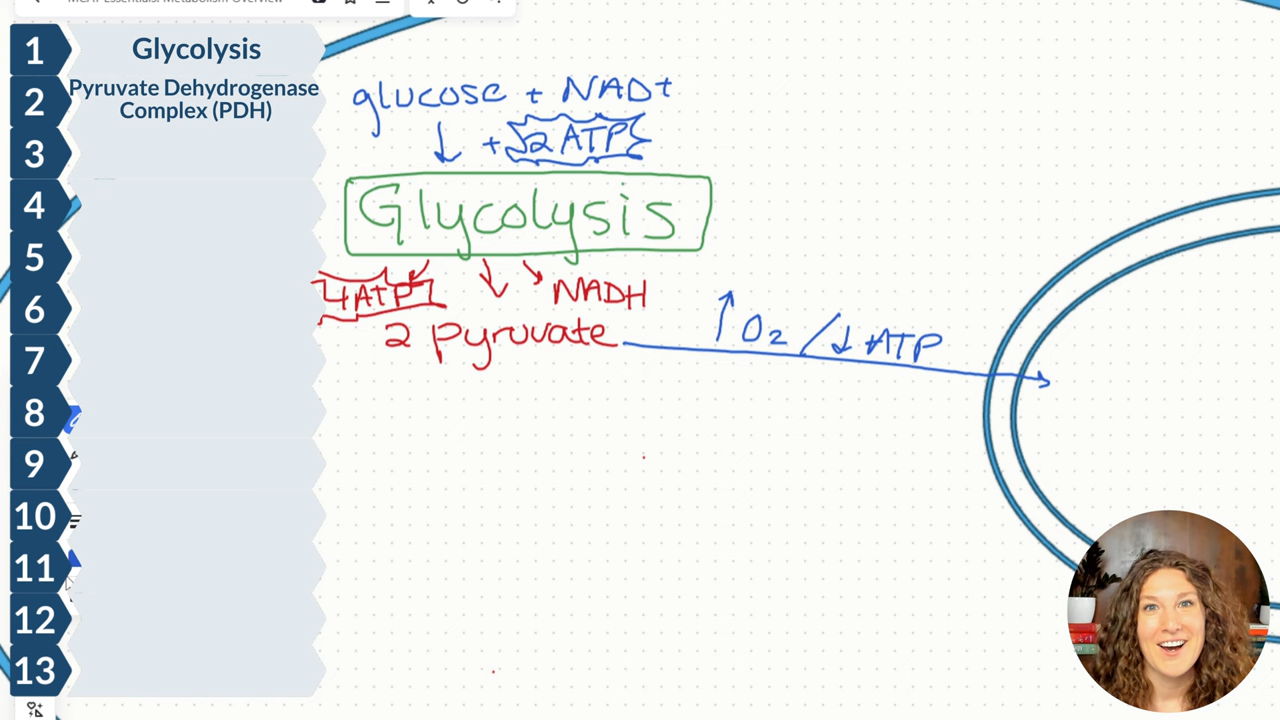 1 Glycolysis
2 Pyruvate Dehydrogenase
Complex (PDH)
3
4
5
6
7
8
9
10
11
12
13
glucose + NAD+
+ 2 ATP
Glycolysis
4 ATP NADH
2 pyruvate
↑ O2 / ↓ ATP